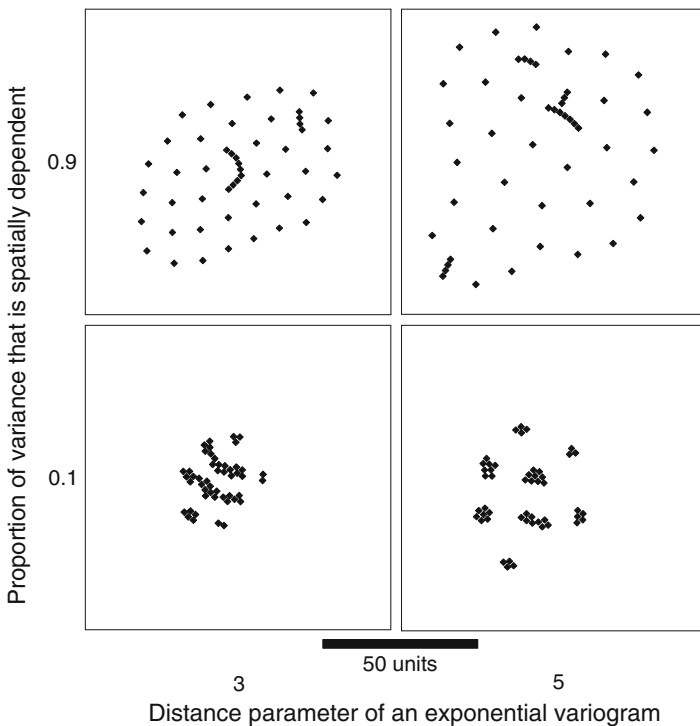 Proportion of variance that is spatially dependent
0.9
0.1
50 units
3
5
Distance parameter of an exponential variogram